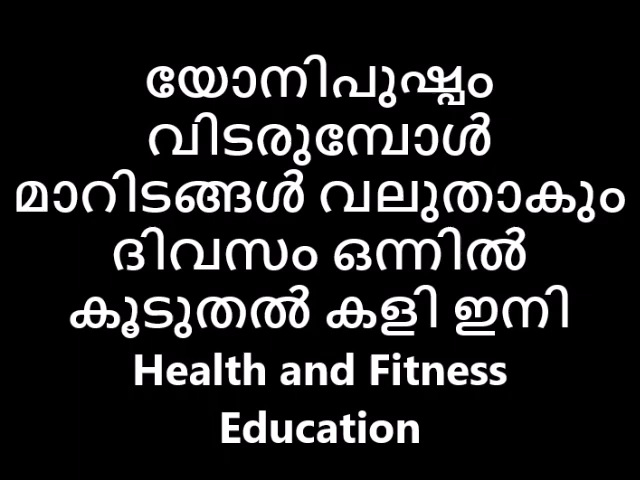 യോനിപുഷ്പം
വിടരുമ്പോൾ
മാറിടങ്ങൾ വലുതാകും
ദിവസം ഒന്നിൽ
കൂടുതൽ കളി ഇനി
Health and Fitness
Education